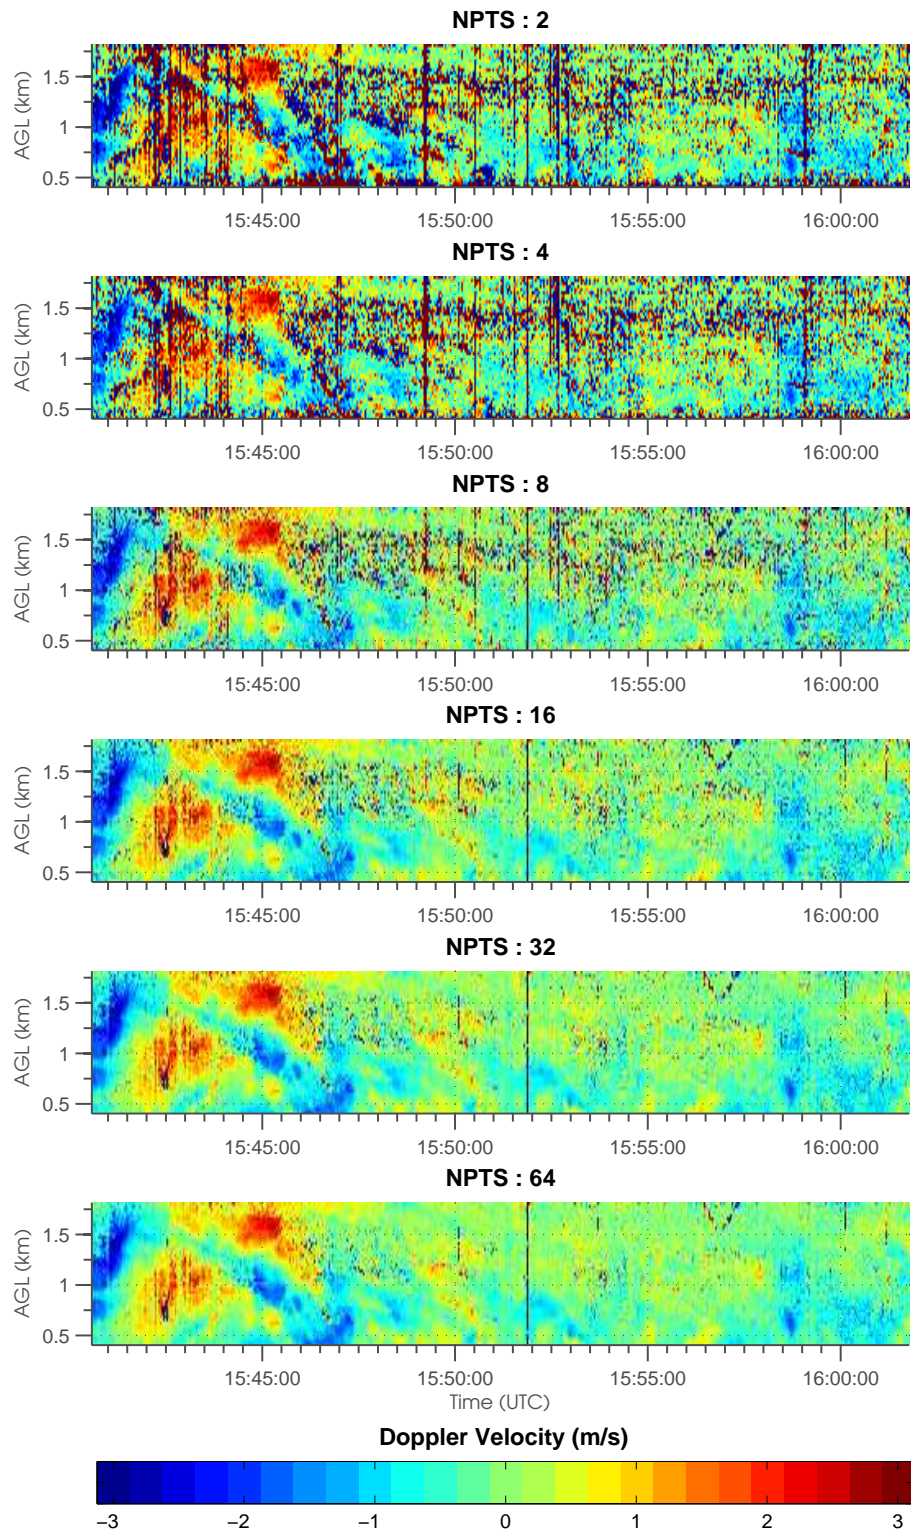 NPTS : 2
AGL (km)
1.5
1
0.5
15:45:00 15:50:00 15:55:00 16:00:00
NPTS : 4
AGL (km)
1.5
1
0.5
15:45:00 15:50:00 15:55:00 16:00:00
NPTS : 8
AGL (km)
1.5
1
0.5
15:45:00 15:50:00 15:55:00 16:00:00
NPTS : 16
AGL (km)
1.5
1
0.5
15:45:00 15:50:00 15:55:00 16:00:00
NPTS : 32
AGL (km)
1.5
1
0.5
15:45:00 15:50:00 15:55:00 16:00:00
NPTS : 64
AGL (km)
1.5
1
0.5
15:45:00 15:50:00 15:55:00 16:00:00
Time (UTC)
Doppler Velocity (m/s)
−3 −2 −1 0 1 2 3